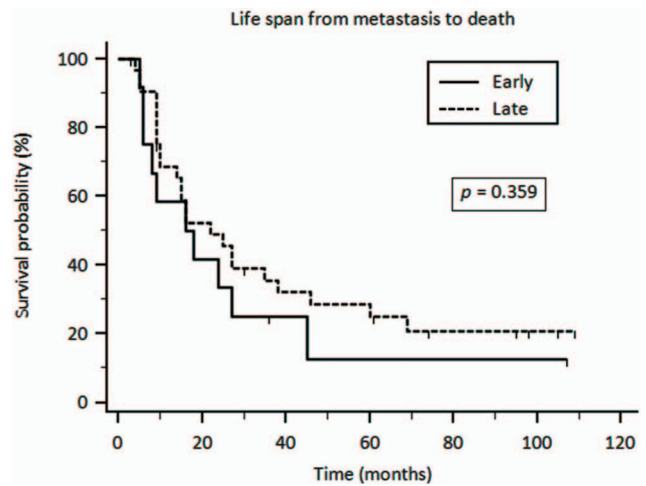 Life span from metastasis to death
Survival probability (%)
100
80
60
40
20
0
Early
Late
p = 0.359
0 20 40 60 80 100 120
Time (months)